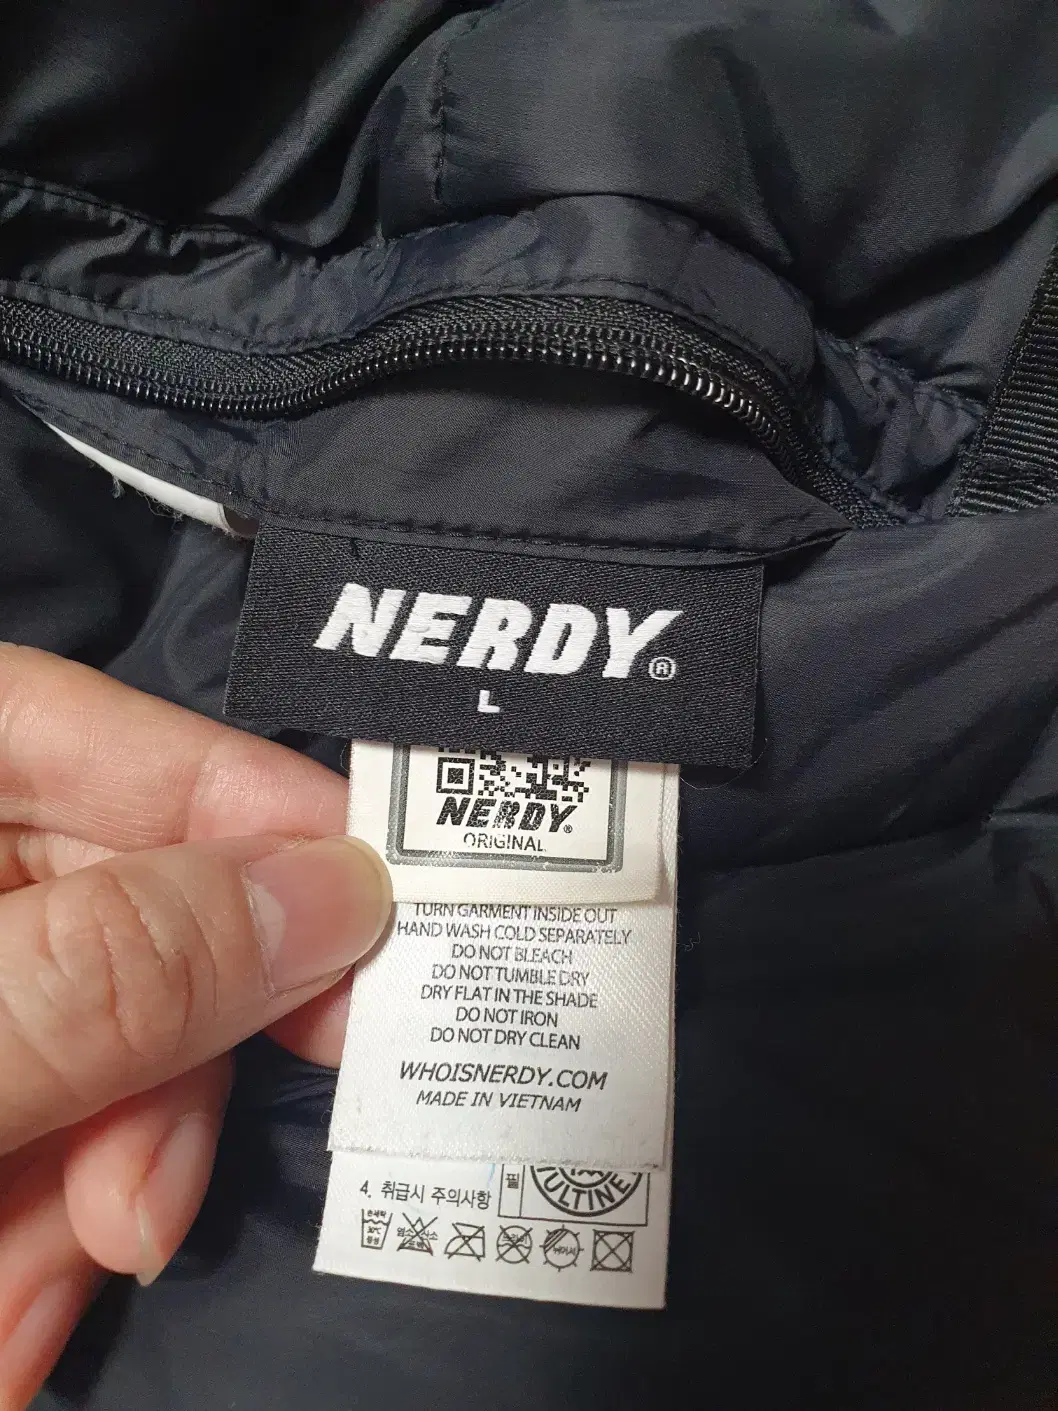 NERDY®
L
NERDY®
ORIGINAL
TURN GARMENT INSIDE OUT
HAND WASH COLD SEPARATELY
DO NOT BLEACH
DO NOT TUMBLE DRY
DRY FLAT IN THE SHADE
DO NOT IRON
DO NOT DRY CLEAN
WHOISNERDY.COM
MADE IN VIETNAM
4. 취급시 주의사항
필